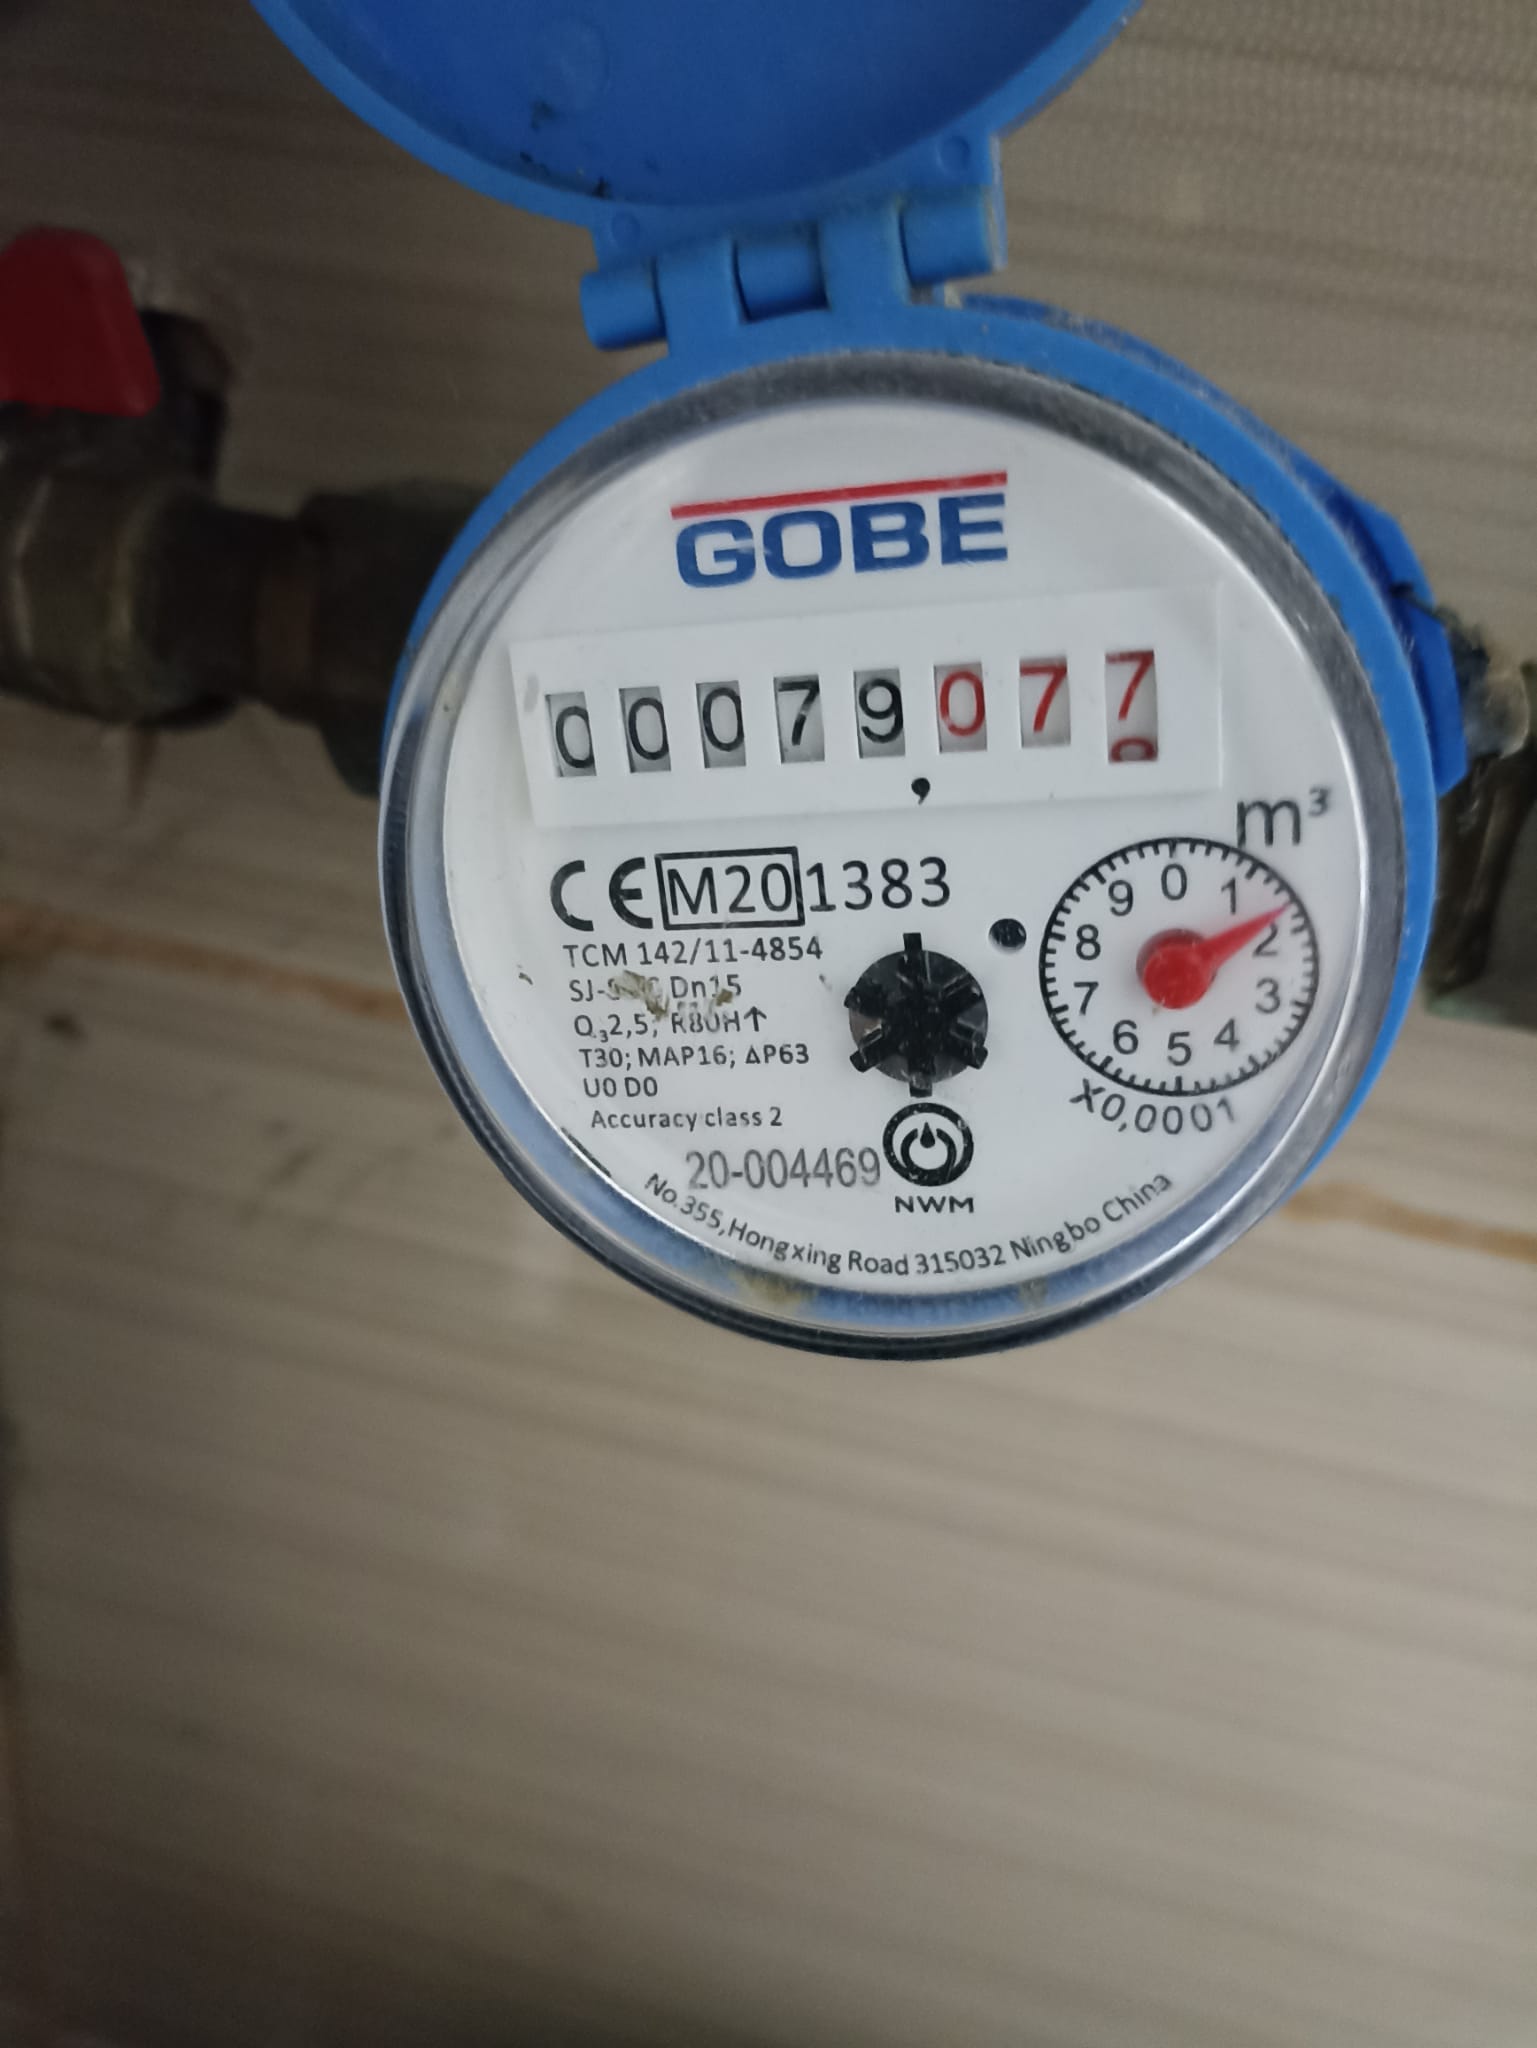 GOBE
00079077
,
m³
CE M20 1383
TCM 142/11-4854
Dn15
Q₃2,5; R80H↑
T30; MAP16; ΔP63
U0 D0
Accuracy class 2
20-004469
NWM
No.355,Hongxing Road 315032 Ningbo China
0 1 2 3 4 5 6 7 8 9
X0,0001